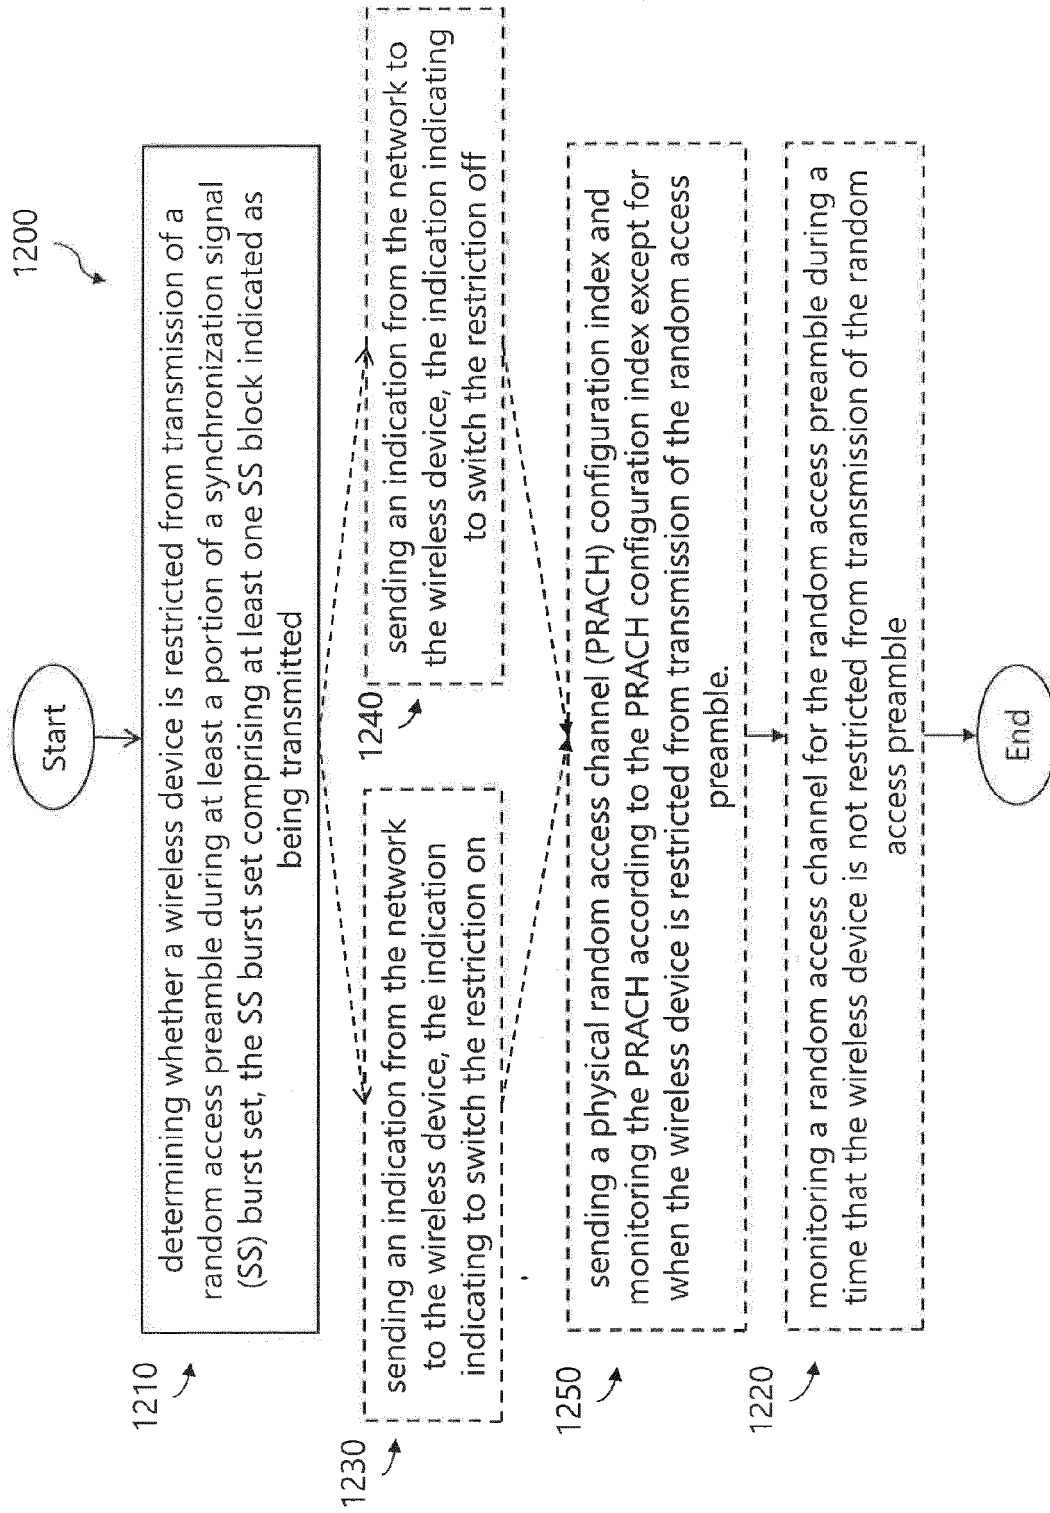 1200
Start
1210
determining whether a wireless device is restricted from transmission of a
random access preamble during at least a portion of a synchronization signal
(SS) burst set, the SS burst set comprising at least one SS block indicated as
being transmitted
1230
sending an indication from the network
to the wireless device, the indication
indicating to switch the restriction on
1240
sending an indication from the network to
the wireless device, the indication indicating
to switch the restriction off
1250
sending a physical random access channel (PRACH) configuration index and
monitoring the PRACH according to the PRACH configuration index except for
when the wireless device is restricted from transmission of the random access
preamble.
1220
monitoring a random access channel for the random access preamble during a
time that the wireless device is not restricted from transmission of the random
access preamble
End